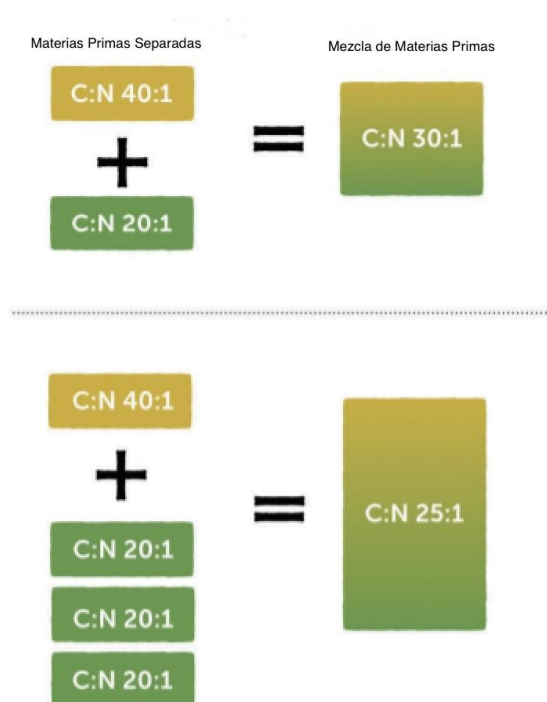 Materias Primas Separadas
Mezcla de Materias Primas
C:N 40:1
+
C:N 20:1
=
C:N 30:1
C:N 40:1
+
C:N 20:1
C:N 20:1
C:N 20:1
=
C:N 25:1